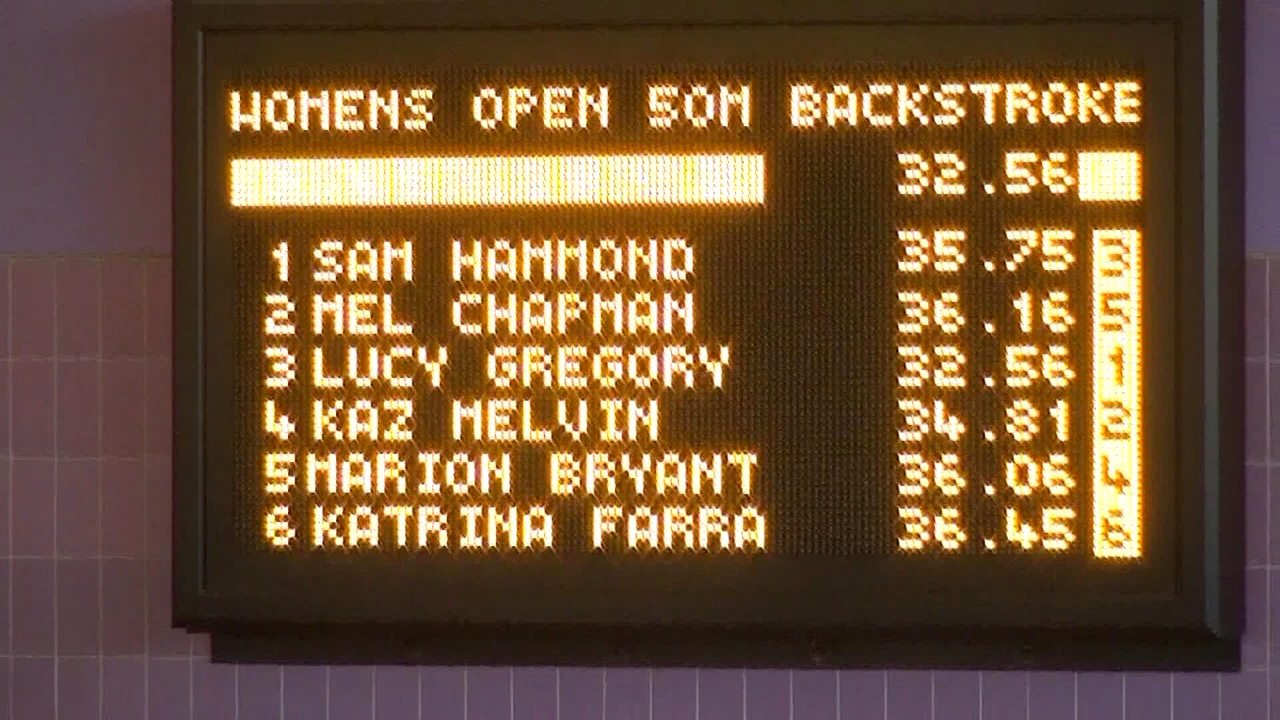 WOMENS OPEN 50M BACKSTROKE
32.56
1 SAM HAMMOND 35.75 3
2 MEL CHAPMAN 36.16 5
3 LUCY GREGORY 32.56 1
4 KAZ MELVIN 34.81 2
5 MARION BRYANT 36.06 4
6 KATRINA FARRA 36.45